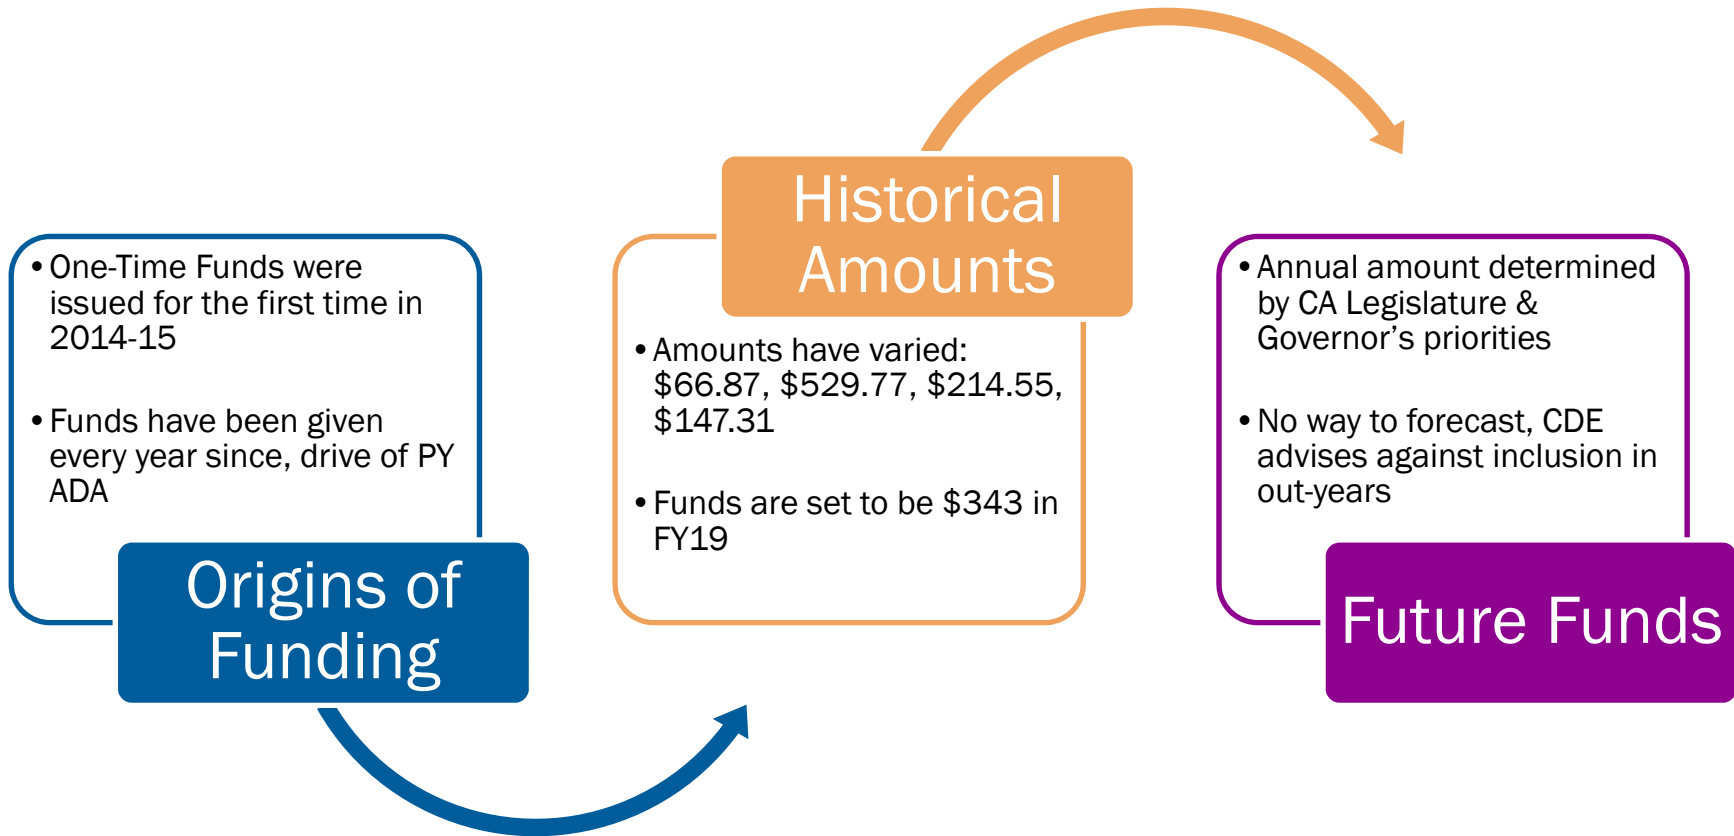 • One-Time Funds were
issued for the first time in
2014-15
• Funds have been given
every year since, drive of PY
ADA
Origins of
Funding
Historical
Amounts
• Amounts have varied:
$66.87, $529.77, $214.55,
$147.31
• Funds are set to be $343 in
FY19
• Annual amount determined
by CA Legislature &
Governor’s priorities
• No way to forecast, CDE
advises against inclusion in
out-years
Future Funds